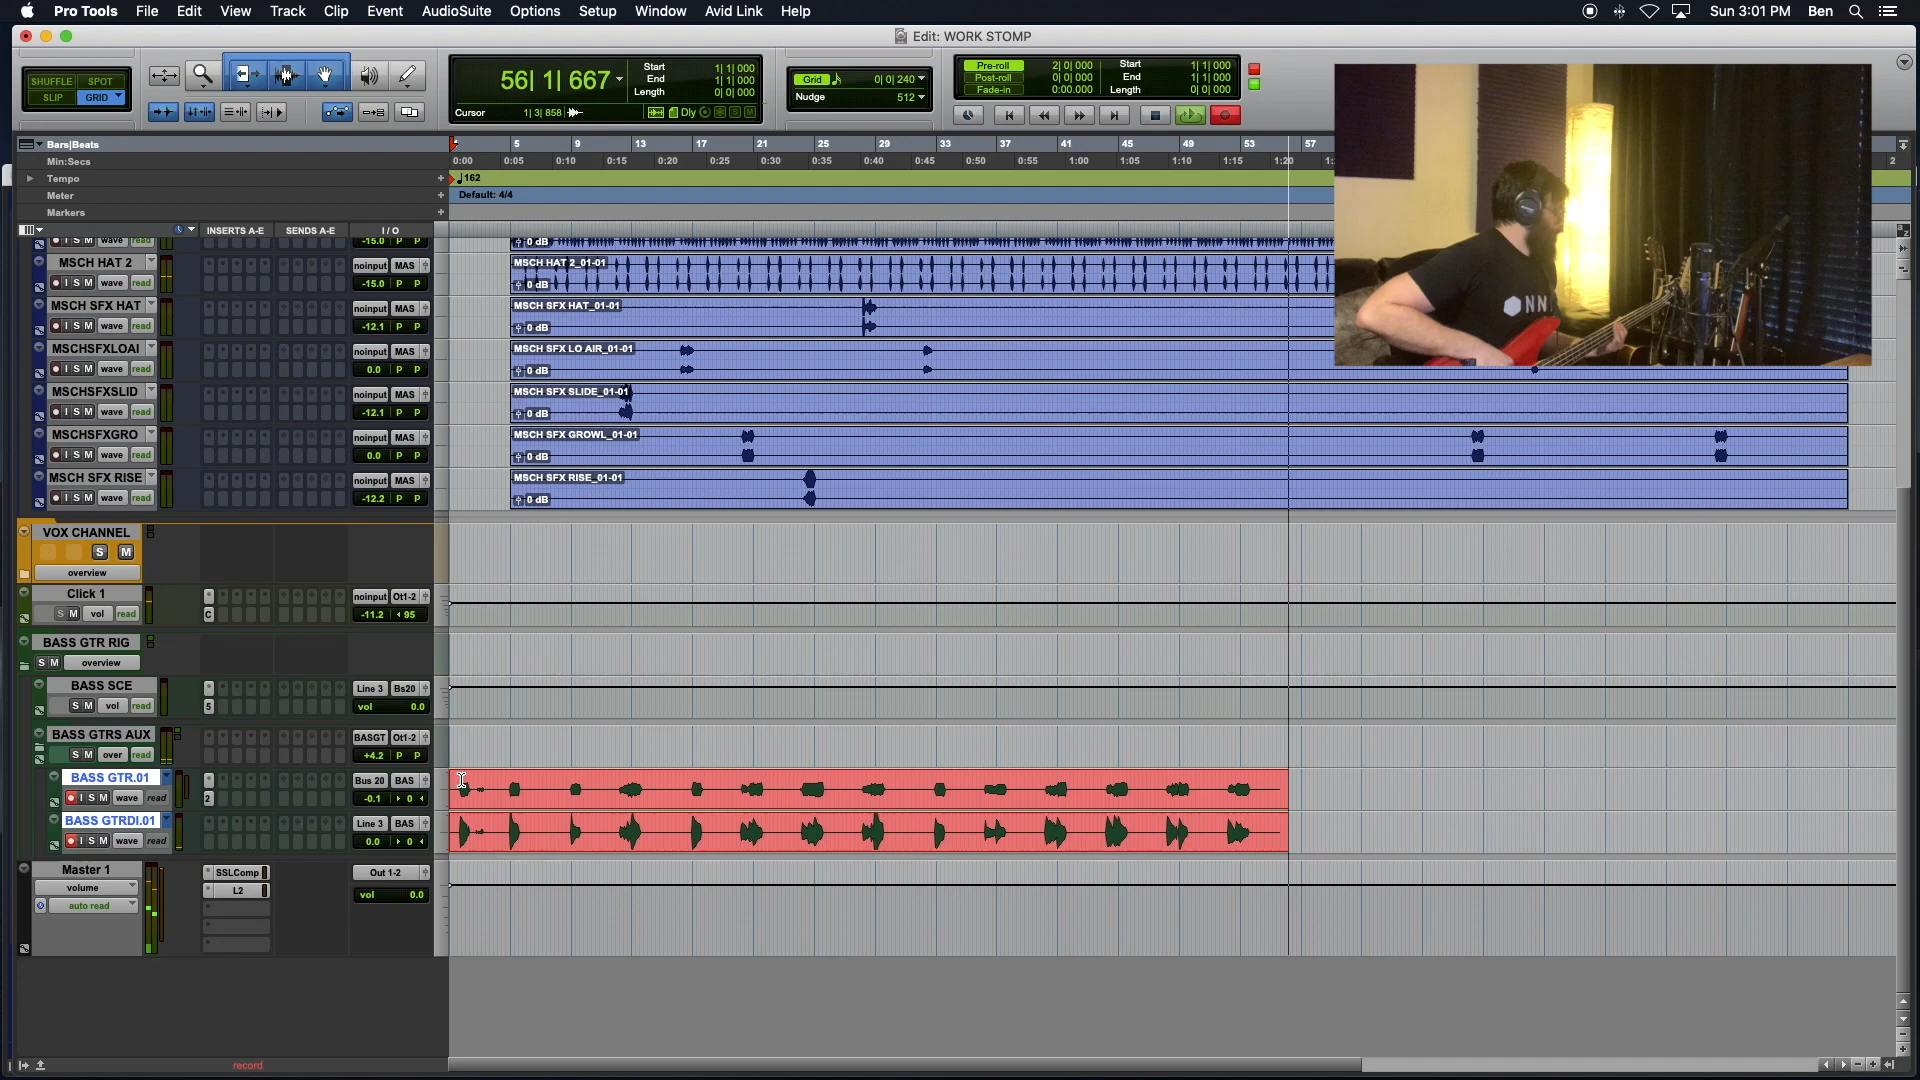 Pro Tools File Edit View Track Clip Event AudioSuite Options Setup Window Avid Link Help Sun 3:01 PM Ben
Edit: WORK STOMP
SHUFFLE SPOT
SLIP GRID
56| 1| 667
Start 1| 1| 000
End 1| 1| 000
Length 0| 0| 000
Cursor 1| 3| 858 Dly
Grid 0| 0| 240
Nudge 512
Pre-roll 2| 0| 000 Start 1| 1| 000
Post-roll 0| 0| 000 End 1| 1| 000
Fade-in 0:00.000 Length 0| 0| 000
Bars|Beats 5 9 13 17 21 25 29 33 37 41 45 49 53 57
Min:Secs 0:00 0:05 0:10 0:15 0:20 0:25 0:30 0:35 0:40 0:45 0:50 0:55 1:00 1:05 1:10 1:15 1:20
Tempo 162
Meter Default: 4/4
Markers
INSERTS A-E SENDS A-E I / O
I S M wave read -15.0 P P 0 dB
MSCH HAT 2 noinput MAS MSCH HAT 2_01-01
I S M wave read -15.0 P P 0 dB
MSCH SFX HAT noinput MAS MSCH SFX HAT_01-01
I S M wave read -12.1 P P 0 dB
MSCHSFXLOAI noinput MAS MSCH SFX LO AIR_01-01
I S M wave read 0.0 P P 0 dB
MSCHSFXSLID noinput MAS MSCH SFX SLIDE_01-01
I S M wave read -12.1 P P 0 dB
MSCHSFXGRO noinput MAS MSCH SFX GROWL_01-01
I S M wave read 0.0 P P 0 dB
MSCH SFX RISE noinput MAS MSCH SFX RISE_01-01
I S M wave read -12.2 P P 0 dB
VOX CHANNEL
S M
overview
Click 1 noinput Ot1-2
S M vol read C -11.2 95
BASS GTR RIG
S M overview
BASS SCE Line 3 Bs20
S M vol read 5 vol 0.0
BASS GTRS AUX BASGT Ot1-2
S M over read +4.2 P P
BASS GTR.01 Bus 20 BAS
I S M wave read 2 -0.1 0
BASS GTRDI.01 Line 3 BAS
I S M wave read 0.0 0
Master 1 SSLComp Out 1-2
volume L2 vol 0.0
auto read
record